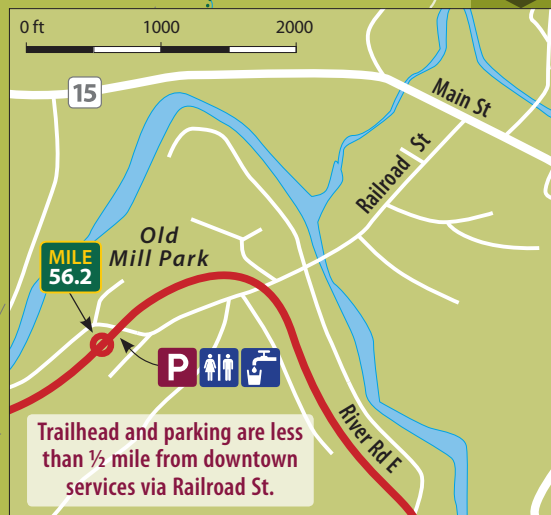 0 ft 1000 2000
15
Main St
Railroad St
Old
Mill Park
MILE
56.2
P
River Rd E
Trailhead and parking are less
than ½ mile from downtown
services via Railroad St.